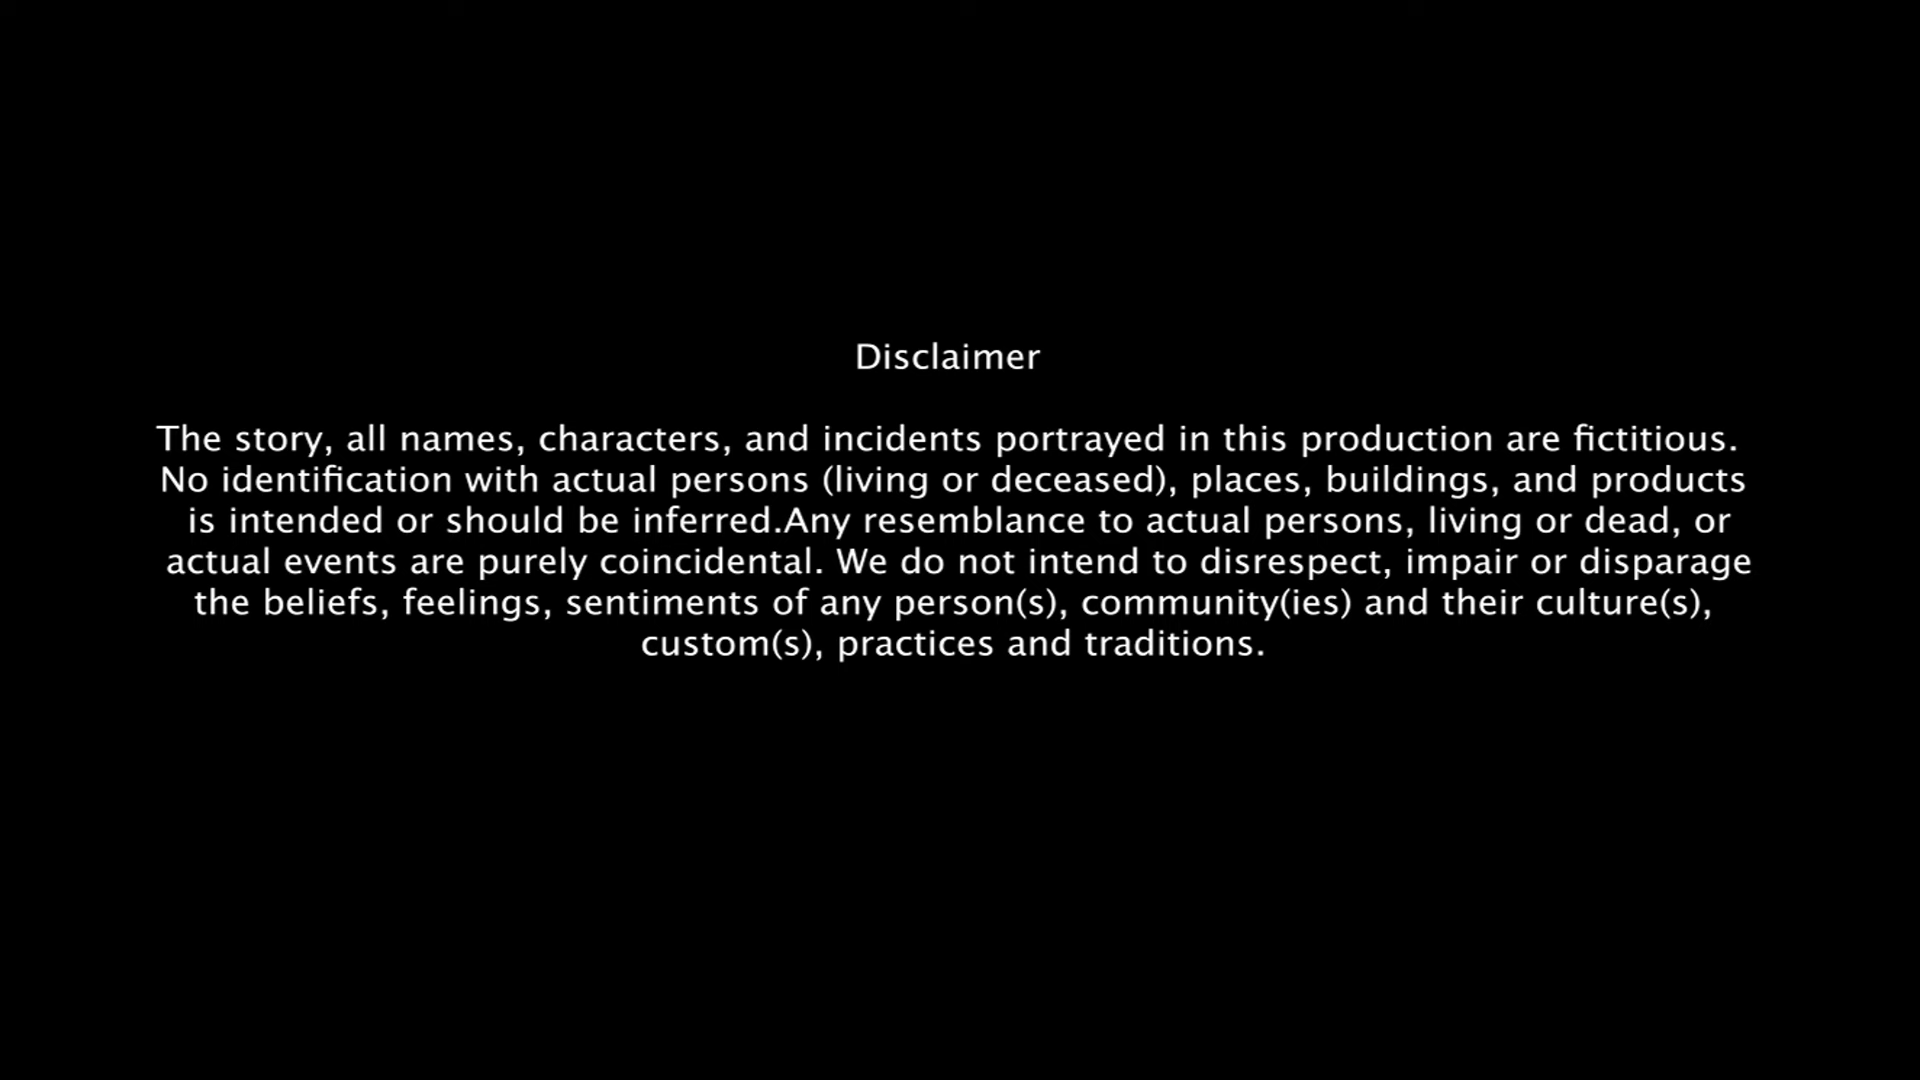 Disclaimer
The story, all names, characters, and incidents portrayed in this production are fictitious.
No identification with actual persons (living or deceased), places, buildings, and products
is intended or should be inferred.Any resemblance to actual persons, living or dead, or
actual events are purely coincidental. We do not intend to disrespect, impair or disparage
the beliefs, feelings, sentiments of any person(s), community(ies) and their culture(s),
custom(s), practices and traditions.